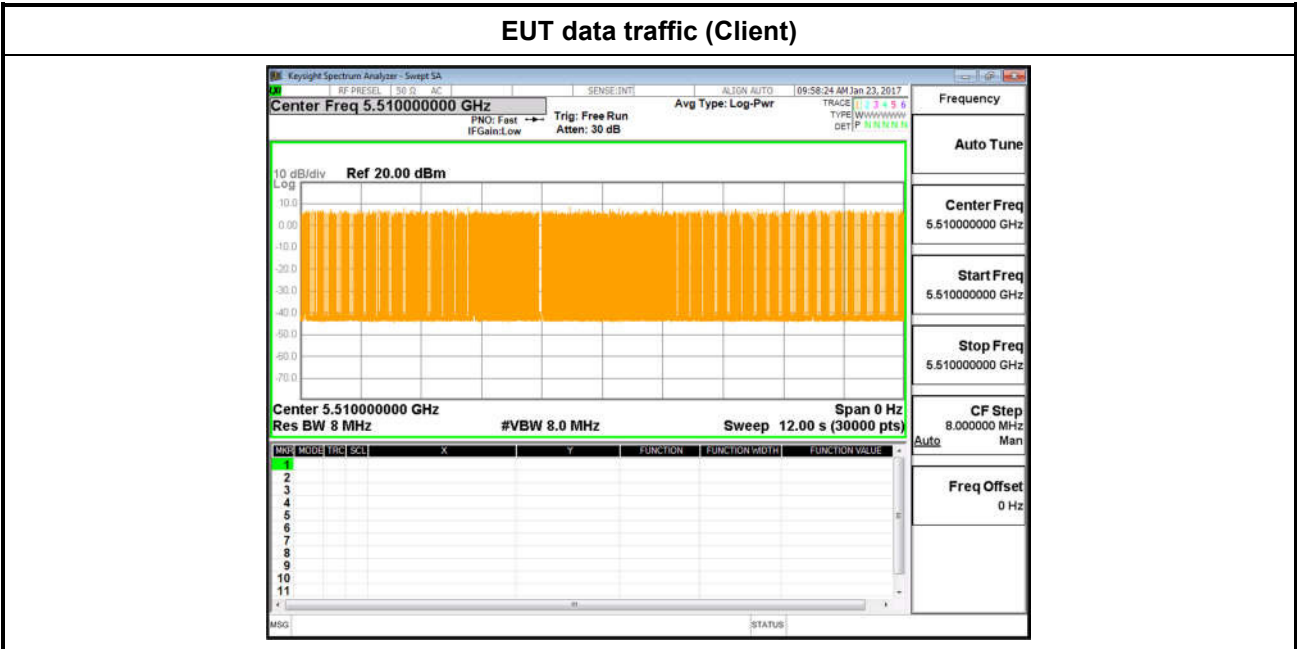 EUT data traffic (Client)
Keysight Spectrum Analyzer - Swept SA
RF PRESEL 50 Ω AC SENSE:INT ALIGN AUTO 09:58:24 AM Jan 23, 2017
Center Freq 5.510000000 GHz
PNO: Fast
IFGain:Low
Trig: Free Run
Atten: 30 dB
Avg Type: Log-Pwr
TRACE 1 2 3 4 5 6
TYPE WWWWWW
DET P N N N N N
Frequency
Auto Tune
10 dB/div Ref 20.00 dBm
Log
10.0
0.00
-10.0
-20.0
-30.0
-40.0
-50.0
-60.0
-70.0
Center 5.510000000 GHz Span 0 Hz
Res BW 8 MHz #VBW 8.0 MHz Sweep 12.00 s (30000 pts)
Center Freq
5.510000000 GHz
Start Freq
5.510000000 GHz
Stop Freq
5.510000000 GHz
CF Step
8.000000 MHz
Auto Man
Freq Offset
0 Hz
MKR MODE TRC SCL X Y FUNCTION FUNCTION WIDTH FUNCTION VALUE
1
2
3
4
5
6
7
8
9
10
11
MSG STATUS